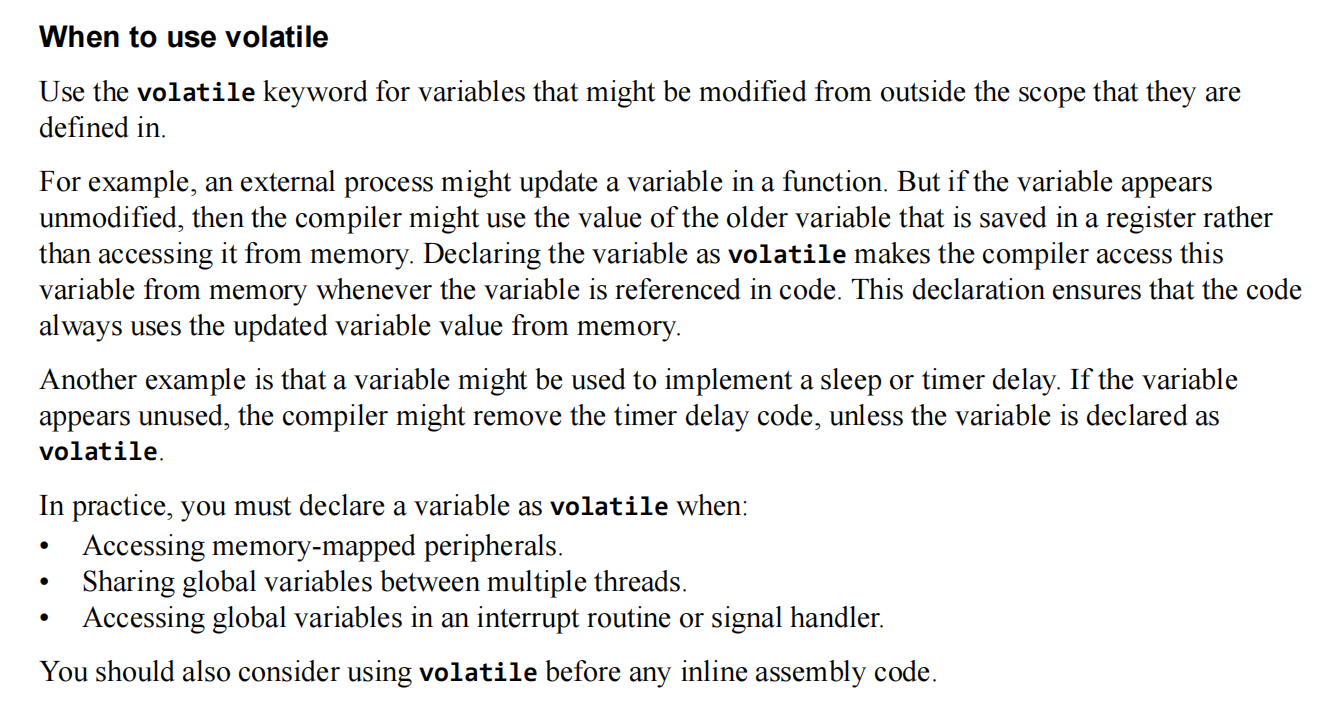 When to use volatile
Use the volatile keyword for variables that might be modified from outside the scope that they are
defined in.
For example, an external process might update a variable in a function. But if the variable appears
unmodified, then the compiler might use the value of the older variable that is saved in a register rather
than accessing it from memory. Declaring the variable as volatile makes the compiler access this
variable from memory whenever the variable is referenced in code. This declaration ensures that the code
always uses the updated variable value from memory.
Another example is that a variable might be used to implement a sleep or timer delay. If the variable
appears unused, the compiler might remove the timer delay code, unless the variable is declared as
volatile.
In practice, you must declare a variable as volatile when:
• Accessing memory-mapped peripherals.
• Sharing global variables between multiple threads.
• Accessing global variables in an interrupt routine or signal handler.
You should also consider using volatile before any inline assembly code.